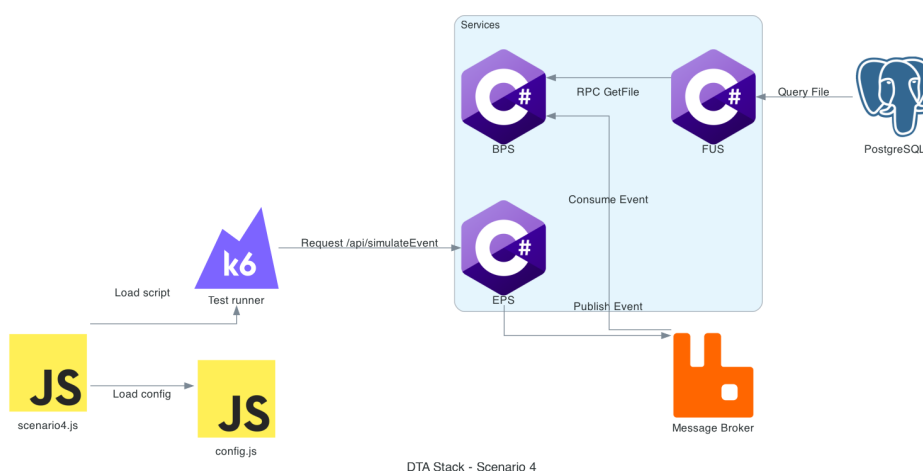 Services
C#
BPS
RPC GetFile
C#
FUS
Query File
PostgreSQL
Consume Event
Request /api/simulateEvent
C#
EPS
k6
Test runner
Load script
Publish Event
JS
scenario4.js
Load config
JS
config.js
Message Broker
DTA Stack - Scenario 4